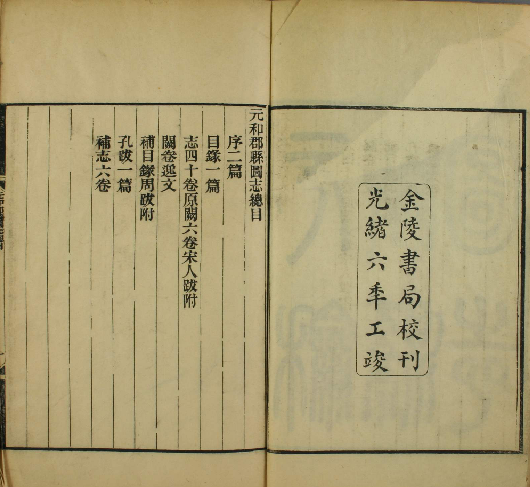 金陵書局校刊
光緒六年工竣
元和郡縣圖志總目
序二篇
目錄一篇
志四十卷原闕六卷宋人跋附
闕卷逸文
補目錄周跋附
孔跋一篇
補志六卷